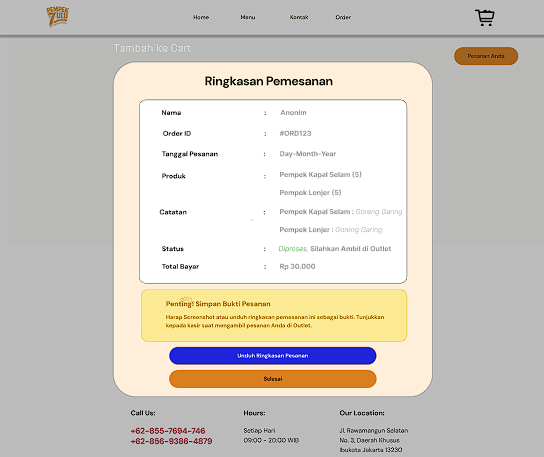 PEMPEK
ZULU
Home Menu Kontak Order
Tambah ke Cart
Pesanan Anda
Ringkasan Pemesanan
Nama : Anonim
Order ID : #ORD123
Tanggal Pesanan : Day-Month-Year
Produk : Pempek Kapal Selam (5)
Pempek Lenjer (5)
Catatan : Pempek Kapal Selam : Goreng Garing
Pempek Lenjer : Goreng Garing
Status : Diproses, Silahkan Ambil di Outlet
Total Bayar : Rp 30.000
Penting! Simpan Bukti Pesanan
Harap Screenshot atau unduh ringkasan pemesanan ini sebagai bukti. Tunjukkan
kepada kasir saat mengambil pesanan Anda di Outlet.
Unduh Ringkasan Pesanan
Selesai
Call Us: Hours: Our Location:
+62-855-7694-746 Setiap Hari Jl. Rawamangun Selatan
+62-856-9386-4879 09:00 - 20:00 WIB No. 3, Daerah Khusus
Ibukota Jakarta 13230